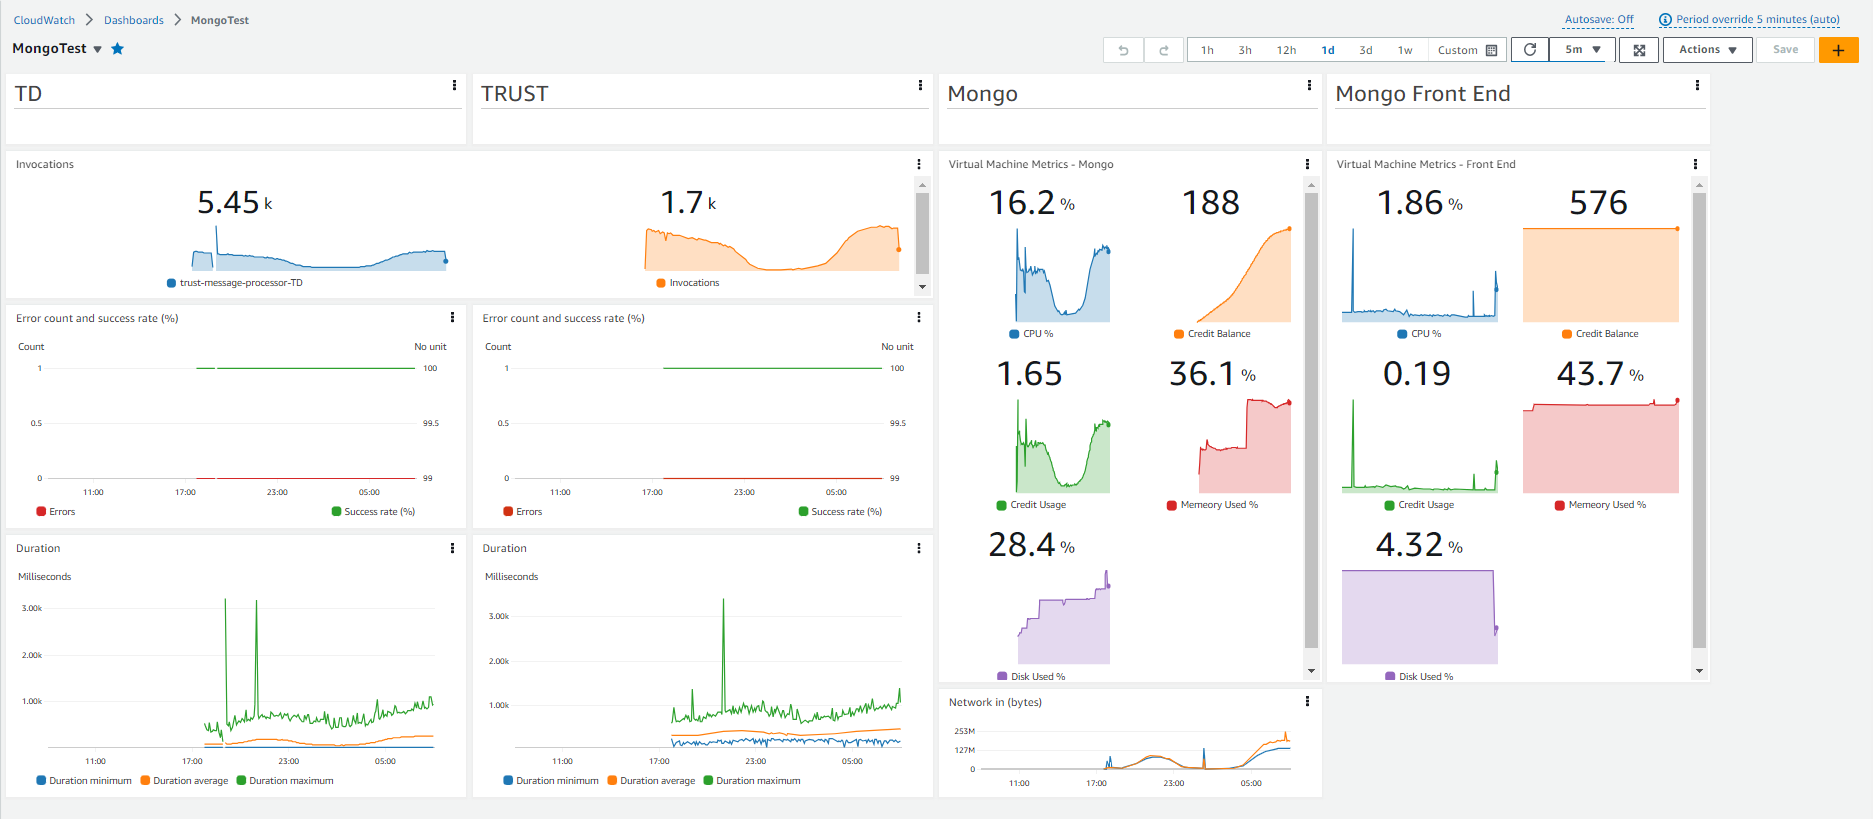 CloudWatch > Dashboards > MongoTest
Autosave: Off Period override 5 minutes (auto)
MongoTest
1h 3h 12h 1d 3d 1w Custom 5m Actions Save +
TD
TRUST
Mongo
Mongo Front End
Invocations
5.45 k
trust-message-processor-TD
1.7 k
Invocations
Virtual Machine Metrics - Mongo
16.2 %
CPU %
188
Credit Balance
1.65
Credit Usage
36.1 %
Memeory Used %
28.4 %
Disk Used %
Virtual Machine Metrics - Front End
1.86 %
CPU %
576
Credit Balance
0.19
Credit Usage
43.7 %
Memeory Used %
4.32 %
Disk Used %
Error count and success rate (%)
Count No unit
1 100
0.5 99.5
0 99
11:00 17:00 23:00 05:00
Errors Success rate (%)
Error count and success rate (%)
Count No unit
1 100
0.5 99.5
0 99
11:00 17:00 23:00 05:00
Errors Success rate (%)
Duration
Milliseconds
3.00k
2.00k
1.00k
11:00 17:00 23:00 05:00
Duration minimum Duration average Duration maximum
Duration
Milliseconds
3.00k
2.00k
1.00k
11:00 17:00 23:00 05:00
Duration minimum Duration average Duration maximum
Network in (bytes)
253M
127M
0
11:00 17:00 23:00 05:00